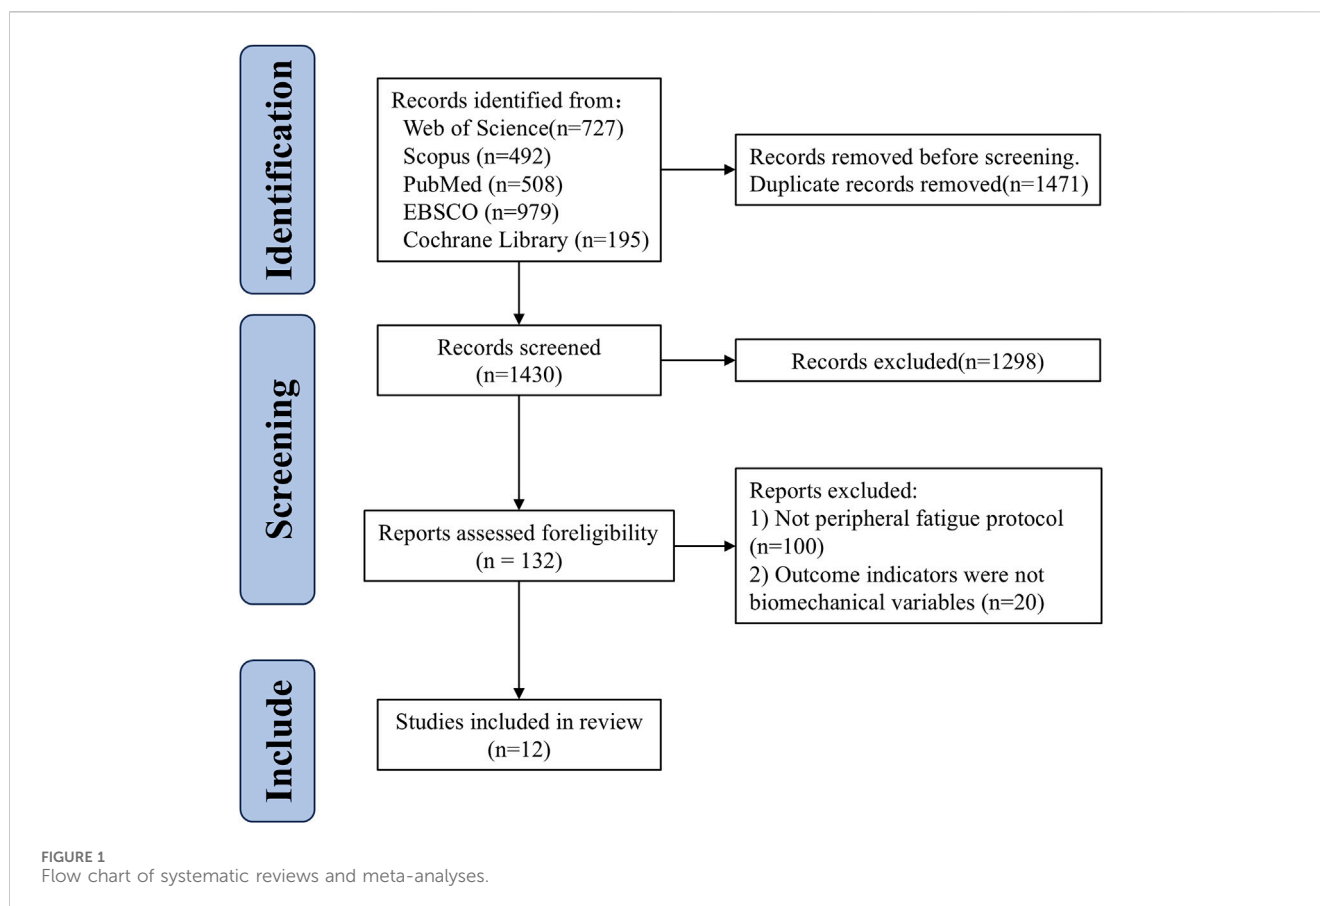 Identification
Records identified from：
Web of Science(n=727)
Scopus (n=492)
PubMed (n=508)
EBSCO (n=979)
Cochrane Library (n=195)
Records removed before screening.
Duplicate records removed(n=1471)
Screening
Records screened
(n=1430)
Records excluded(n=1298)
Reports assessed foreligibility
(n = 132)
Reports excluded:
1) Not peripheral fatigue protocol
(n=100)
2) Outcome indicators were not
biomechanical variables (n=20)
Include
Studies included in review
(n=12)
FIGURE 1
Flow chart of systematic reviews and meta-analyses.